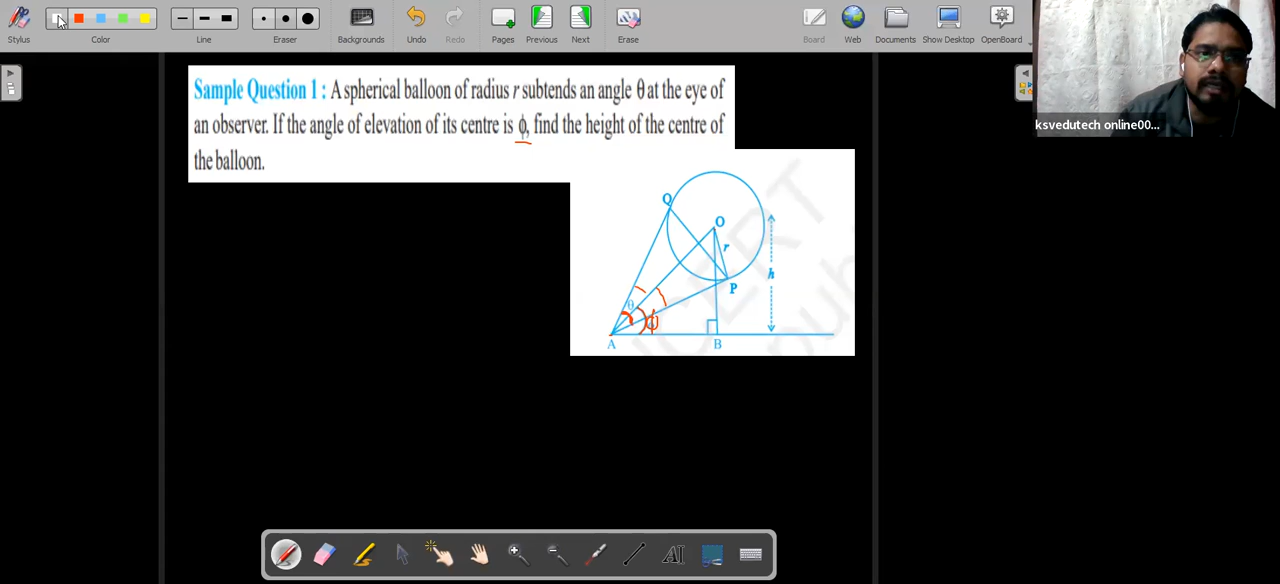 Stylus
Color
Line
Eraser
Backgrounds
Undo
Redo
Pages
Previous
Next
Erase
Board
Web
Documents
Show Desktop
OpenBoard
ksvedutech online00...
Sample Question 1 : A spherical balloon of radius r subtends an angle θ at the eye of
an observer. If the angle of elevation of its centre is ϕ, find the height of the centre of
the balloon.
Q
O
r
h
P
θ
ϕ
A
B
NCERT
AI